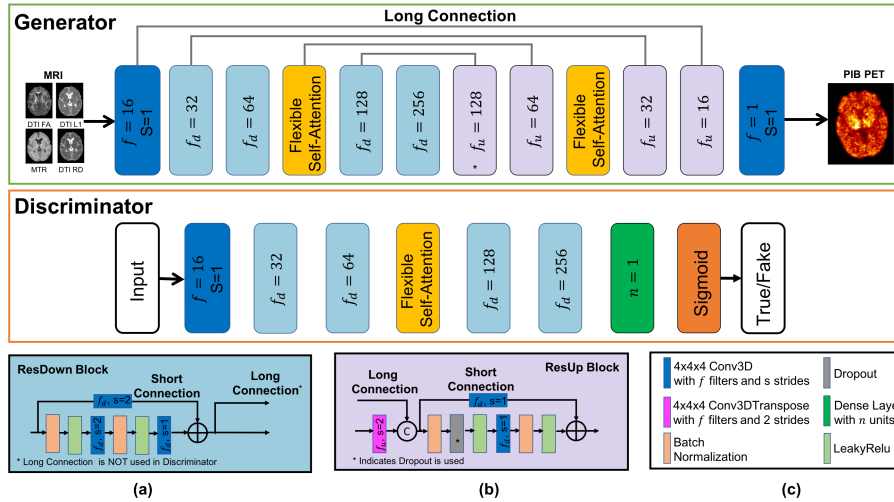 Generator
Long Connection
MRI
DTI FA
DTI L1
MTR
DTI RD
f = 16
S=1
f_d = 32
f_d = 64
Flexible
Self-Attention
f_d = 128
f_d = 256
* f_u = 128
f_u = 64
Flexible
Self-Attention
f_u = 32
f_u = 16
f = 1
S=1
PIB PET
Discriminator
Input
f = 16
S=1
f_d = 32
f_d = 64
Flexible
Self-Attention
f_d = 128
f_d = 256
n = 1
Sigmoid
True/Fake
ResDown Block
Short
Connection
Long
Connection*
f_d, s=2
f_d, s=2
f_d, s=1
* Long Connection is NOT used in Discriminator
(a)
ResUp Block
Long
Connection
Short
Connection
f_d, s=1
f_u, s=2
C
*
f_d, s=1
* Indicates Dropout is used
(b)
4x4x4 Conv3D
with f filters and s strides
4x4x4 Conv3DTranspose
with f filters and 2 strides
Batch
Normalization
Dropout
Dense Layer
with n units
LeakyRelu
(c)